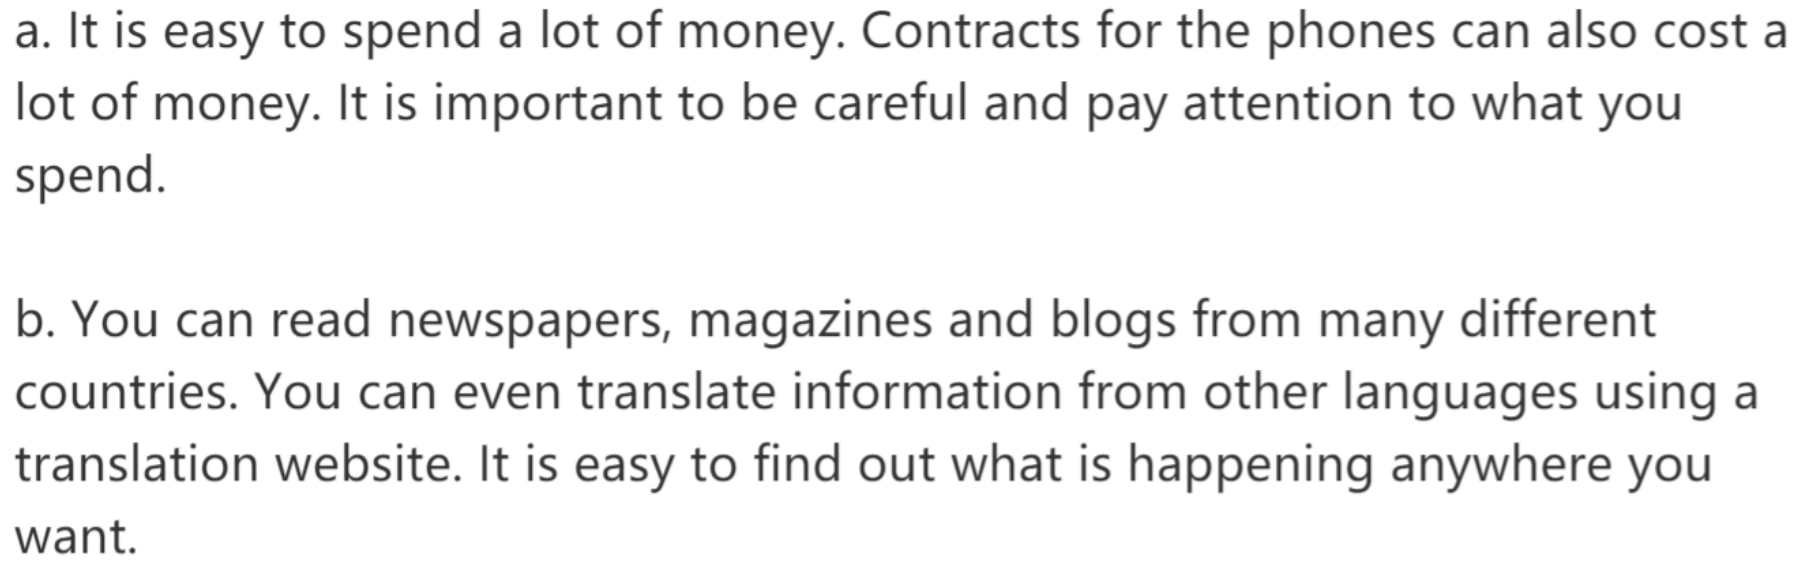 a. It is easy to spend a lot of money. Contracts for the phones can also cost a
lot of money. It is important to be careful and pay attention to what you
spend.
b. You can read newspapers, magazines and blogs from many different
countries. You can even translate information from other languages using a
translation website. It is easy to find out what is happening anywhere you
want.